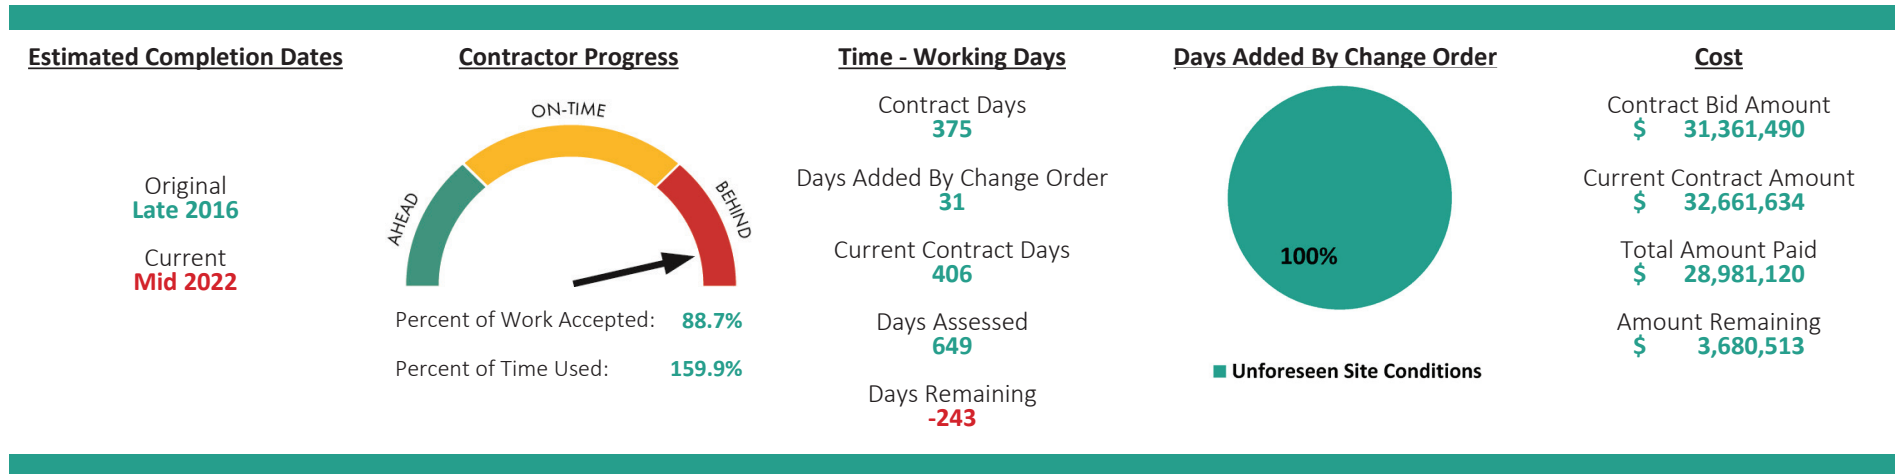 Estimated Completion Dates
Original
Late 2016
Current
Mid 2022
Contractor Progress
AHEAD
ON-TIME
BEHIND
Percent of Work Accepted: 88.7%
Percent of Time Used: 159.9%
Time - Working Days
Contract Days
375
Days Added By Change Order
31
Current Contract Days
406
Days Assessed
649
Days Remaining
-243
Days Added By Change Order
100%
Unforeseen Site Conditions
Cost
Contract Bid Amount
$ 31,361,490
Current Contract Amount
$ 32,661,634
Total Amount Paid
$ 28,981,120
Amount Remaining
$ 3,680,513